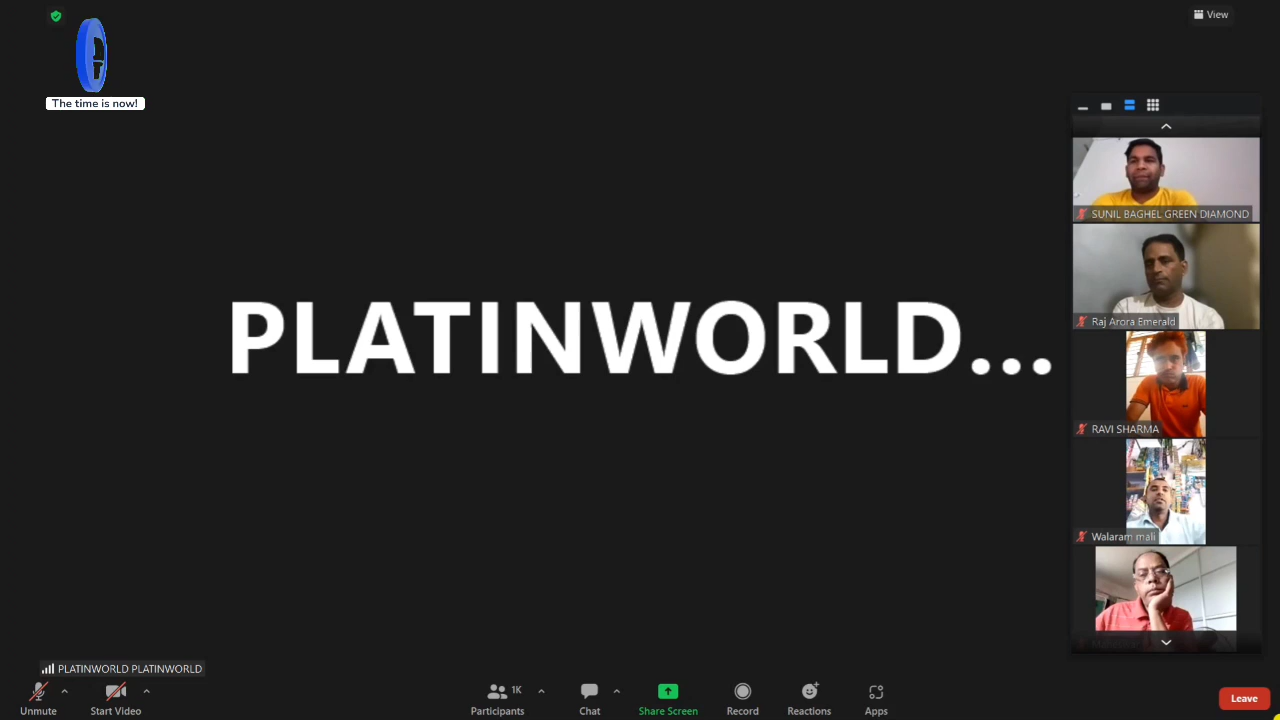 View
The time is now!
SUNIL BAGHEL GREEN DIAMOND
Raj Arora Emerald
PLATINWORLD...
RAVI SHARMA
Walaram mali
PLATINWORLD PLATINWORLD
Unmute
Start Video
1K
Participants
Chat
Share Screen
Record
Reactions
Apps
Leave